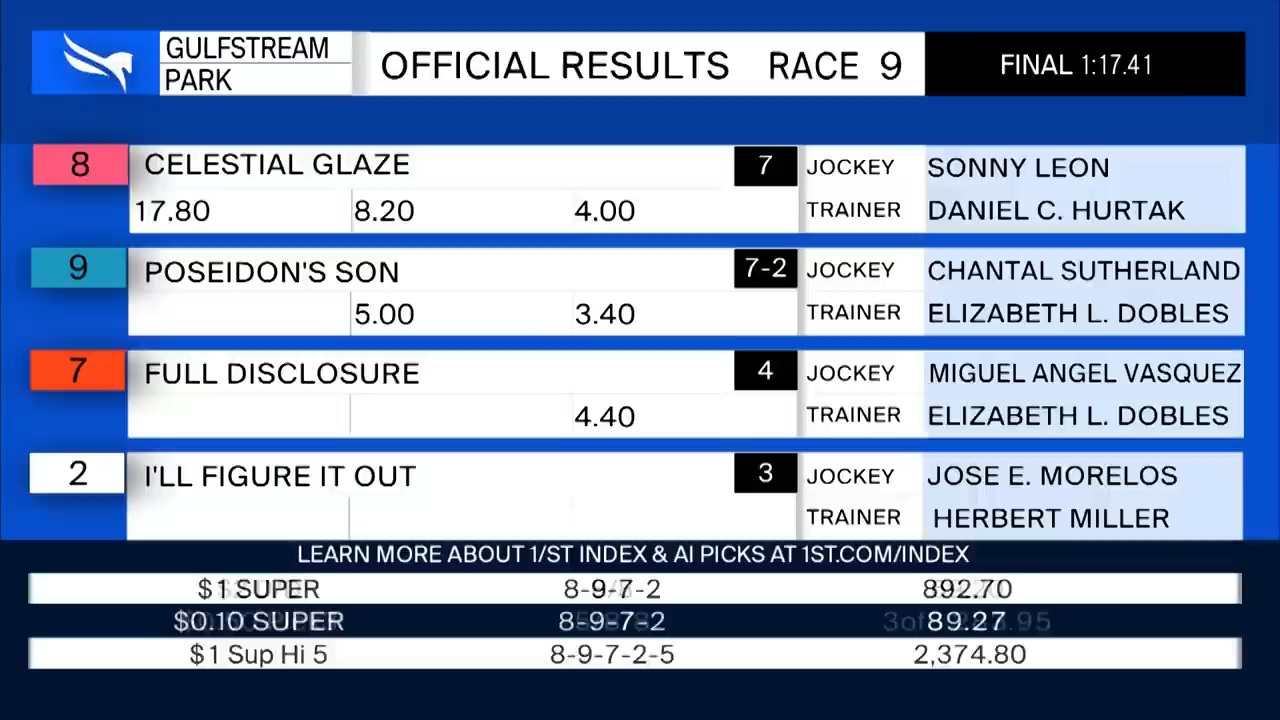 GULFSTREAM
PARK
OFFICIAL RESULTS RACE 9
FINAL 1:17.41
8 CELESTIAL GLAZE 7 JOCKEY SONNY LEON
17.80 8.20 4.00 TRAINER DANIEL C. HURTAK
9 POSEIDON'S SON 7-2 JOCKEY CHANTAL SUTHERLAND
5.00 3.40 TRAINER ELIZABETH L. DOBLES
7 FULL DISCLOSURE 4 JOCKEY MIGUEL ANGEL VASQUEZ
4.40 TRAINER ELIZABETH L. DOBLES
2 I'LL FIGURE IT OUT 3 JOCKEY JOSE E. MORELOS
TRAINER HERBERT MILLER
LEARN MORE ABOUT 1/ST INDEX & AI PICKS AT 1ST.COM/INDEX
$1 SUPER 8-9-7-2 892.70
$0.10 SUPER 8-9-7-2 89.27
$1 Sup Hi 5 8-9-7-2-5 2,374.80